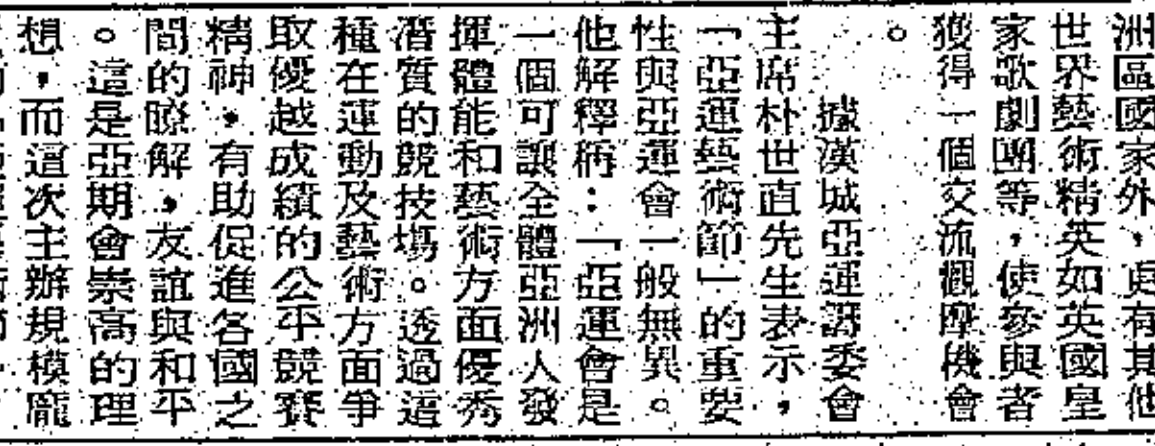 洲區國家外，更有其他
世界藝術精英如英國皇
家歌劇團等，使參與者
獲得一個交流觀摩機會
。
據漢城亞運籌委會
主席朴世直先生表示，
「亞運藝術節」的重要
性與亞運會一般無異。
他解釋稱：「亞運會是
一個可讓全體亞洲人發
揮體能和藝術方面優秀
潛質的競技場。透過這
種在運動及藝術方面爭
取優越成績的公平競賽
精神，有助促進各國之
間的瞭解，友誼與和平
。這是亞期會崇高的理
想，而這次主辦規模龐